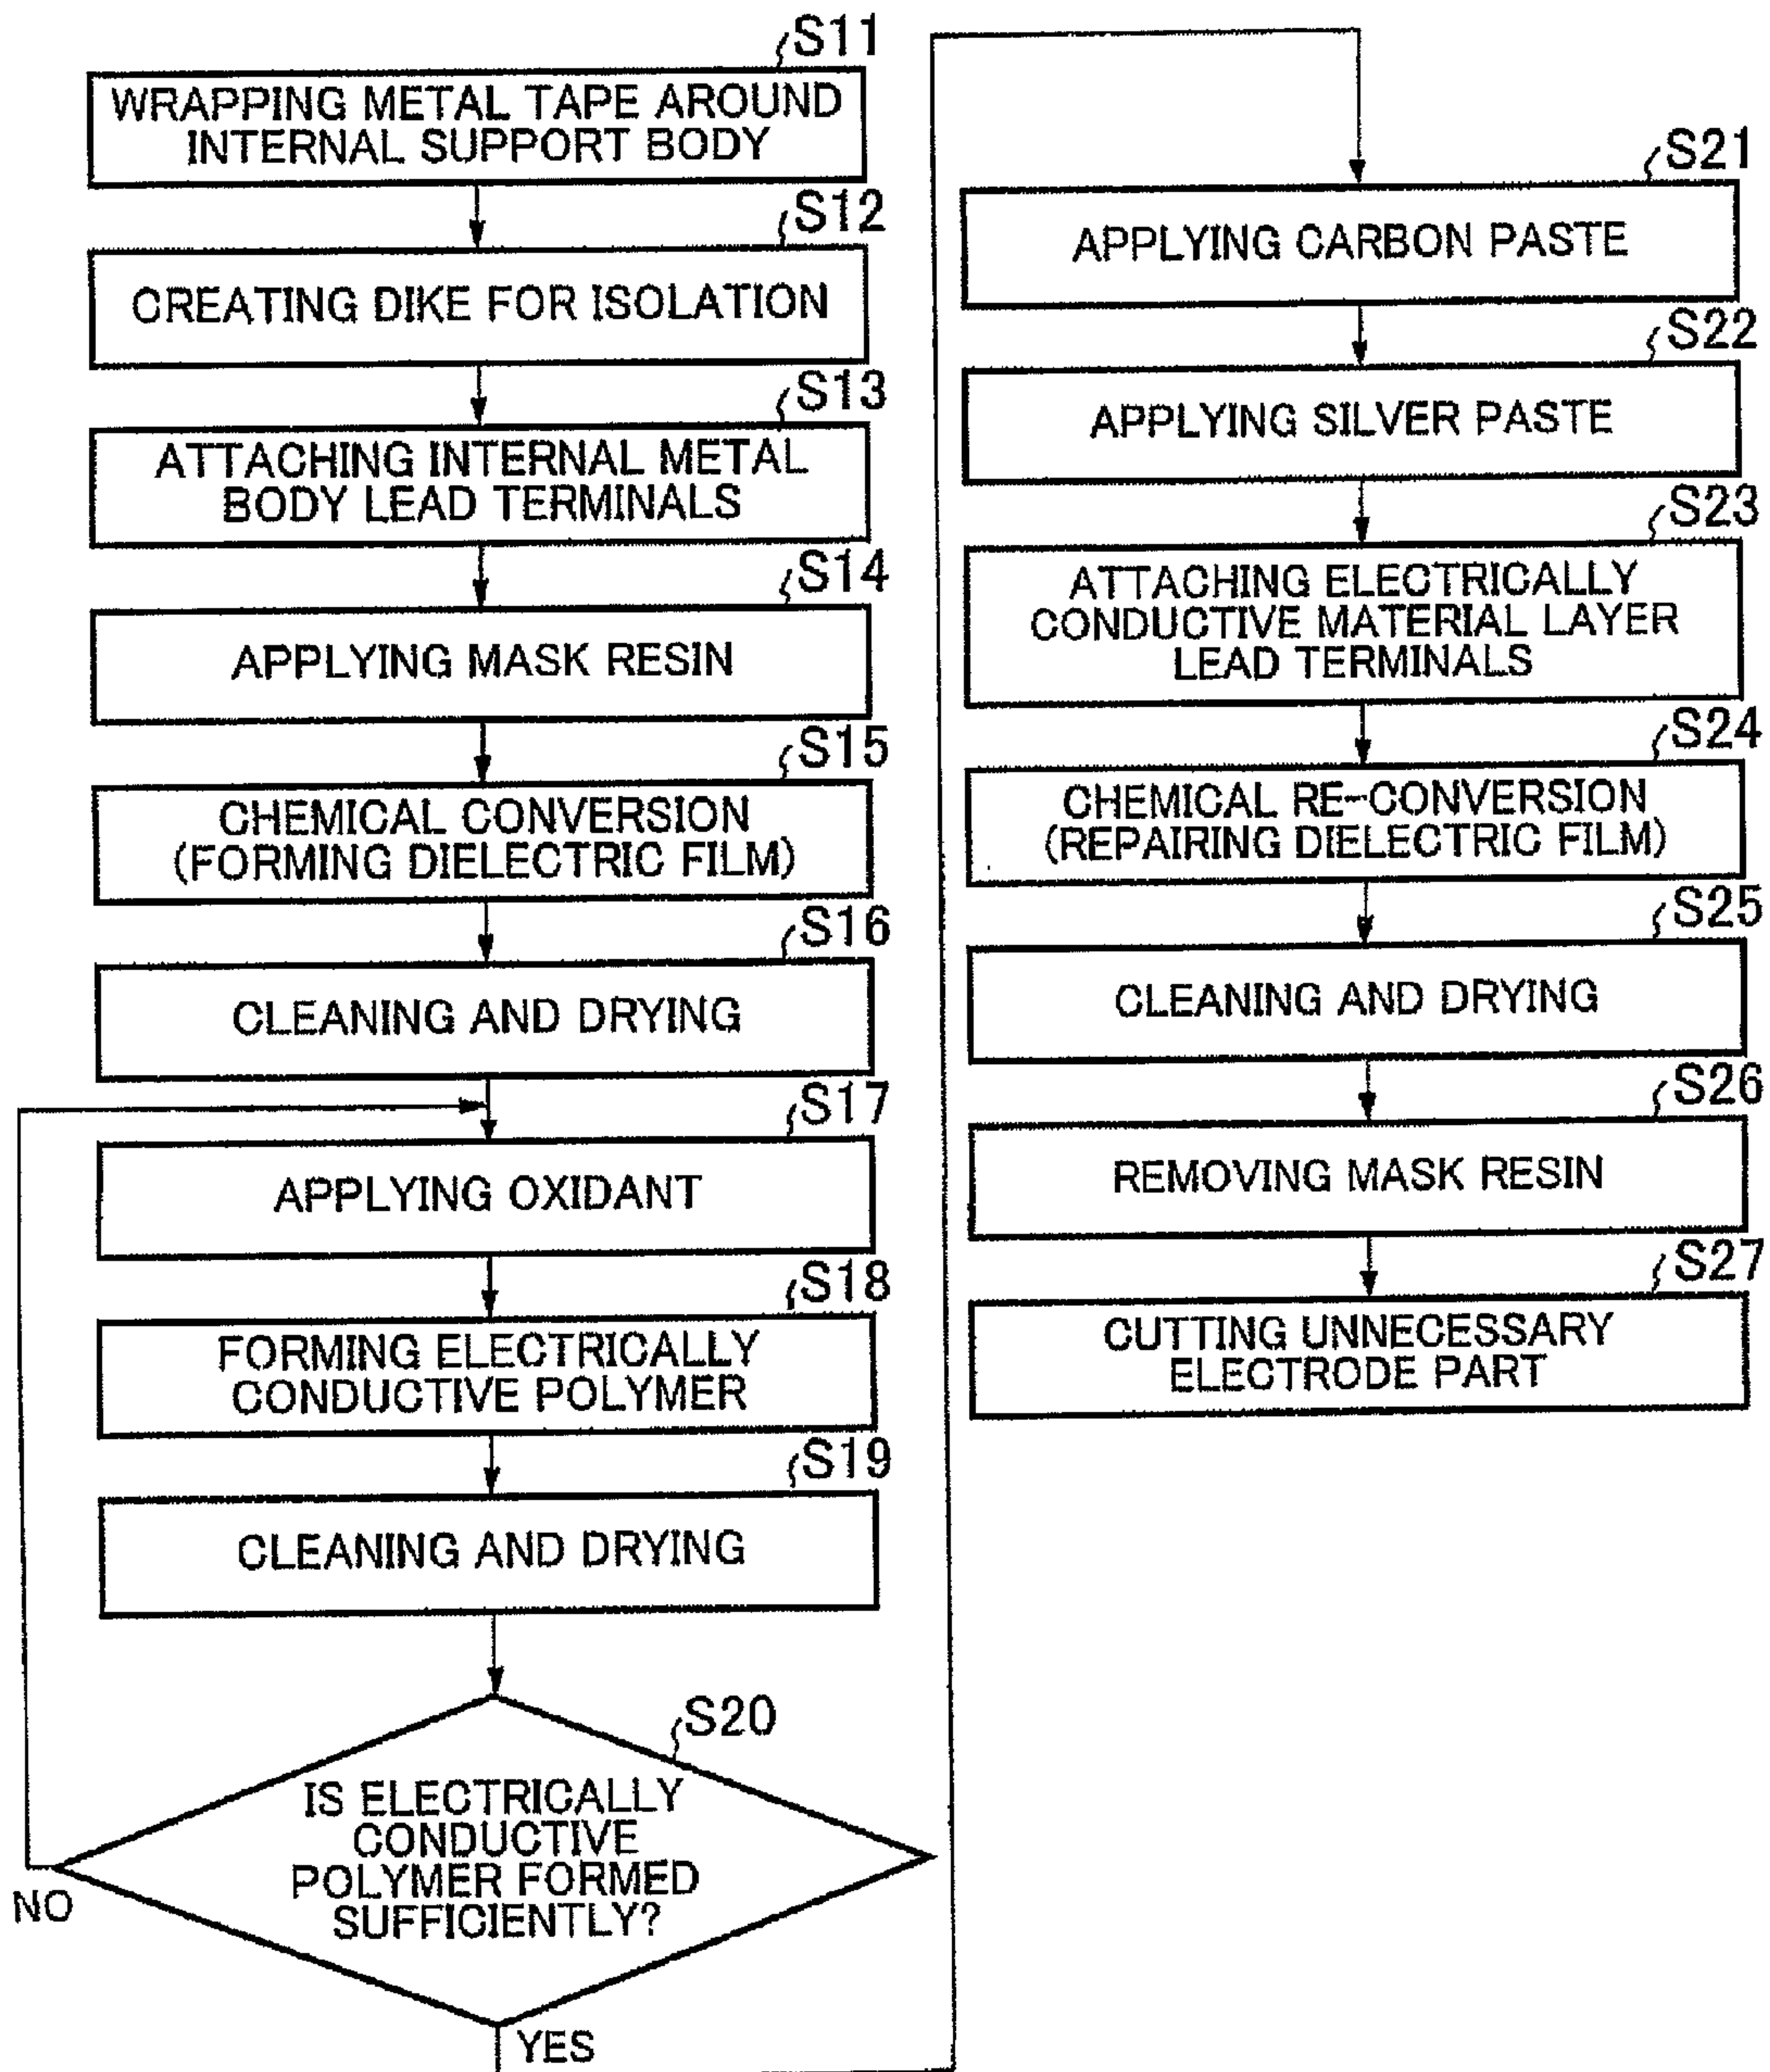 S11
WRAPPING METAL TAPE AROUND
INTERNAL SUPPORT BODY
S12
CREATING DIKE FOR ISOLATION
S13
ATTACHING INTERNAL METAL
BODY LEAD TERMINALS
S14
APPLYING MASK RESIN
S15
CHEMICAL CONVERSION
(FORMING DIELECTRIC FILM)
S16
CLEANING AND DRYING
S17
APPLYING OXIDANT
S18
FORMING ELECTRICALLY
CONDUCTIVE POLYMER
S19
CLEANING AND DRYING
S20
IS ELECTRICALLY
CONDUCTIVE
POLYMER FORMED
SUFFICIENTLY?
NO
YES
S21
APPLYING CARBON PASTE
S22
APPLYING SILVER PASTE
S23
ATTACHING ELECTRICALLY
CONDUCTIVE MATERIAL LAYER
LEAD TERMINALS
S24
CHEMICAL RE-CONVERSION
(REPAIRING DIELECTRIC FILM)
S25
CLEANING AND DRYING
S26
REMOVING MASK RESIN
S27
CUTTING UNNECESSARY
ELECTRODE PART